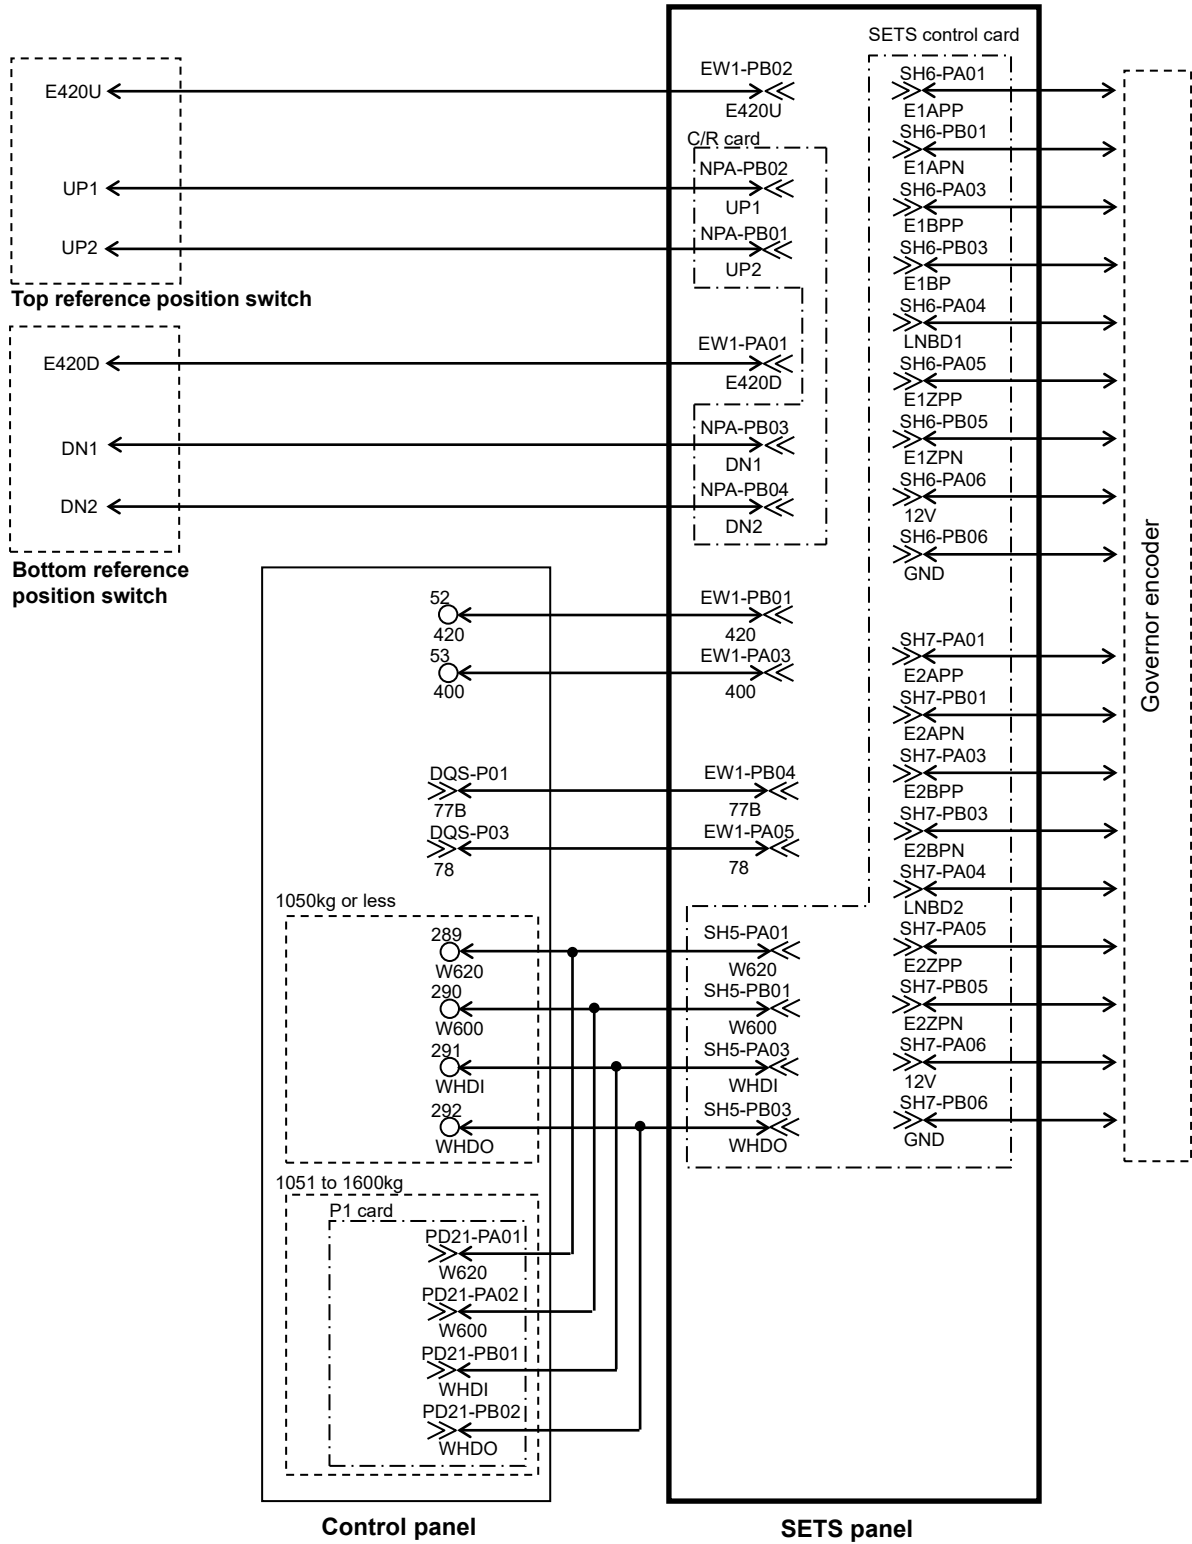 SETS control card
E420U
EW1-PB02
E420U
C/R card
UP1
NPA-PB02
UP1
UP2
NPA-PB01
UP2
Top reference position switch
E420D
EW1-PA01
E420D
DN1
NPA-PB03
DN1
DN2
NPA-PB04
DN2
Bottom reference
position switch
52
420
EW1-PB01
420
53
400
EW1-PA03
400
DQS-P01
77B
EW1-PB04
77B
DQS-P03
78
EW1-PA05
78
1050kg or less
289
W620
SH5-PA01
W620
290
W600
SH5-PB01
W600
291
WHDI
SH5-PA03
WHDI
292
WHDO
SH5-PB03
WHDO
1051 to 1600kg
P1 card
PD21-PA01
W620
PD21-PA02
W600
PD21-PB01
WHDI
PD21-PB02
WHDO
SH6-PA01
E1APP
SH6-PB01
E1APN
SH6-PA03
E1BPP
SH6-PB03
E1BP
SH6-PA04
LNBD1
SH6-PA05
E1ZPP
SH6-PB05
E1ZPN
SH6-PA06
12V
SH6-PB06
GND
SH7-PA01
E2APP
SH7-PB01
E2APN
SH7-PA03
E2BPP
SH7-PB03
E2BPN
SH7-PA04
LNBD2
SH7-PA05
E2ZPP
SH7-PB05
E2ZPN
SH7-PA06
12V
SH7-PB06
GND
Governor encoder
Control panel
SETS panel